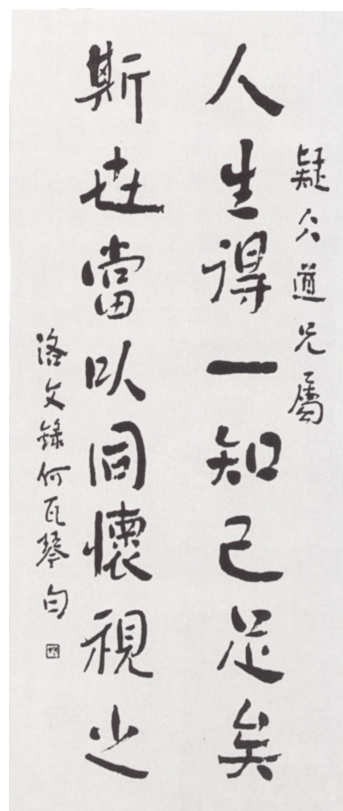 疑仌道兄屬
人生得一知己足矣
斯世當以同懷視之
洛文錄何瓦琴句